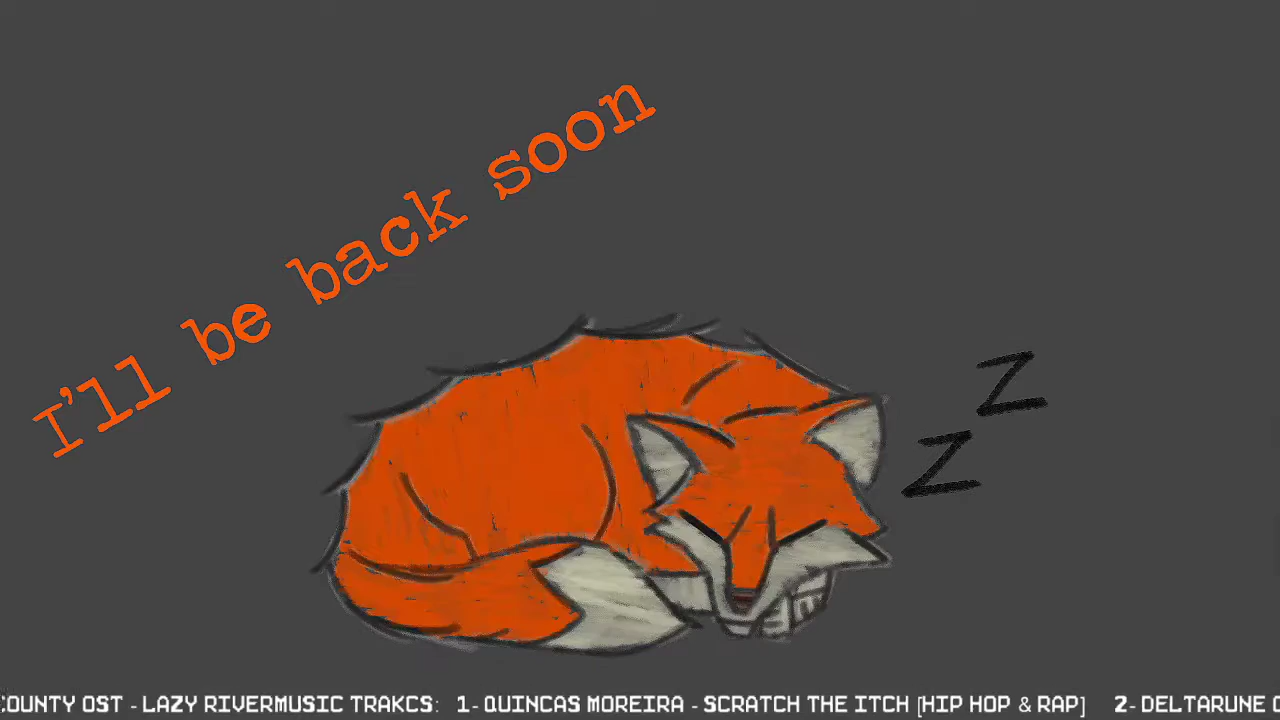 I'll be back soon
Z
Z
OUNTY OST - LAZY RIVERMUSIC TRAKCS: 1- QUINCAS MOREIRA - SCRATCH THE ITCH [HIP HOP & RAP] 2- DELTARUNE